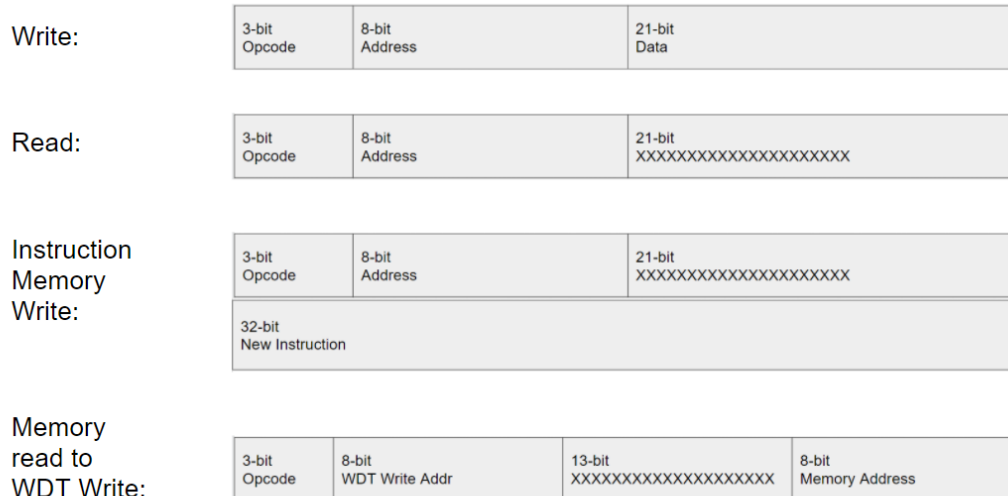 Write:
3-bit
Opcode
8-bit
Address
21-bit
Data
Read:
3-bit
Opcode
8-bit
Address
21-bit
XXXXXXXXXXXXXXXXXXXXX
Instruction
Memory
Write:
3-bit
Opcode
8-bit
Address
21-bit
XXXXXXXXXXXXXXXXXXXXX
32-bit
New Instruction
Memory
read to
WDT Write:
3-bit
Opcode
8-bit
WDT Write Addr
13-bit
XXXXXXXXXXXXXXXXXXXX
8-bit
Memory Address